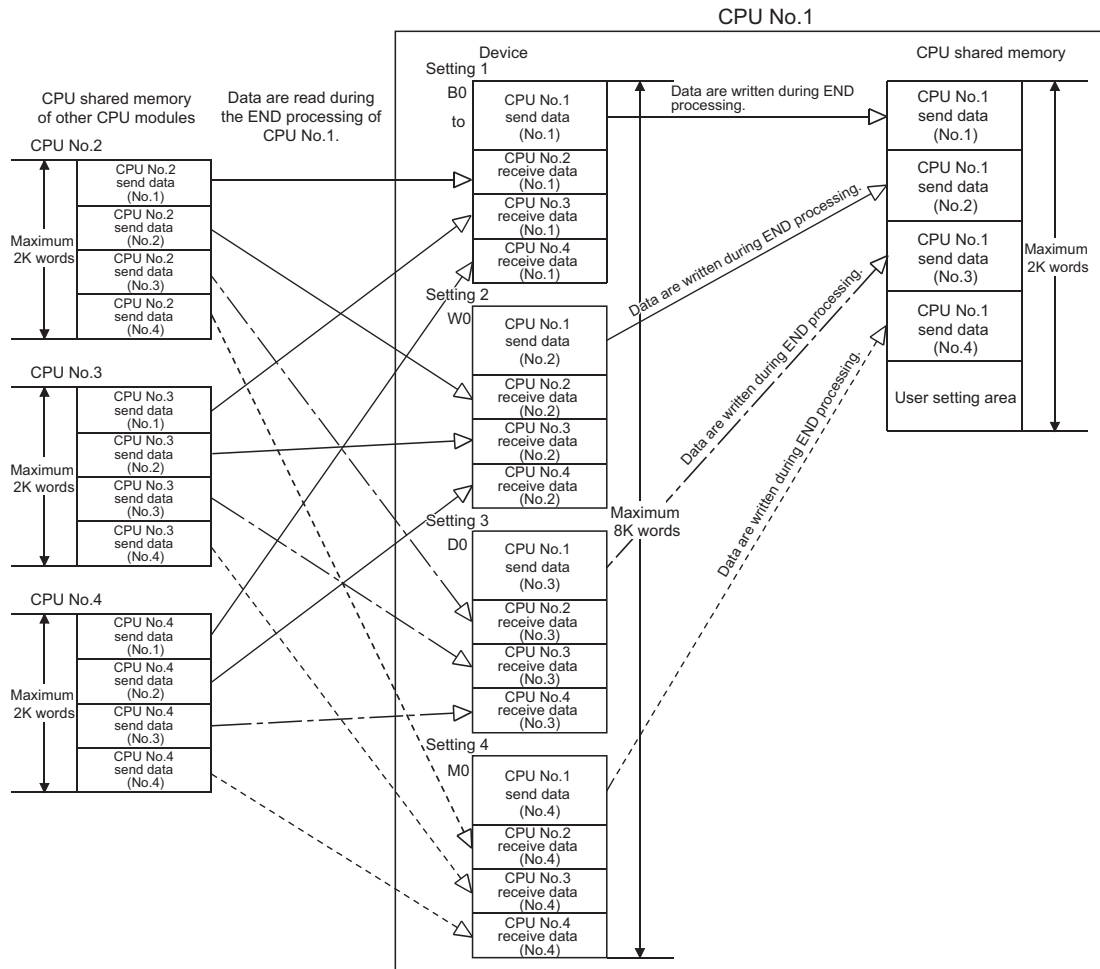 CPU No.1
CPU shared memory
of other CPU modules
Data are read during
the END processing of
CPU No.1.
CPU No.2
Maximum
2K words
CPU No.2
send data
(No.1)
CPU No.2
send data
(No.2)
CPU No.2
send data
(No.3)
CPU No.2
send data
(No.4)
CPU No.3
Maximum
2K words
CPU No.3
send data
(No.1)
CPU No.3
send data
(No.2)
CPU No.3
send data
(No.3)
CPU No.3
send data
(No.4)
CPU No.4
Maximum
2K words
CPU No.4
send data
(No.1)
CPU No.4
send data
(No.2)
CPU No.4
send data
(No.3)
CPU No.4
send data
(No.4)
Device
Setting 1
B0
to
CPU No.1
send data
(No.1)
CPU No.2
receive data
(No.1)
CPU No.3
receive data
(No.1)
CPU No.4
receive data
(No.1)
Setting 2
W0
CPU No.1
send data
(No.2)
CPU No.2
receive data
(No.2)
CPU No.3
receive data
(No.2)
CPU No.4
receive data
(No.2)
Setting 3
D0
CPU No.1
send data
(No.3)
CPU No.2
receive data
(No.3)
CPU No.3
receive data
(No.3)
CPU No.4
receive data
(No.3)
Setting 4
M0
CPU No.1
send data
(No.4)
CPU No.2
receive data
(No.4)
CPU No.3
receive data
(No.4)
CPU No.4
receive data
(No.4)
Maximum
8K words
Data are written during END
processing.
Data are written during END processing.
Data are written during END processing.
Data are written during END processing.
CPU shared memory
CPU No.1
send data
(No.1)
CPU No.1
send data
(No.2)
CPU No.1
send data
(No.3)
CPU No.1
send data
(No.4)
User setting area
Maximum
2K words